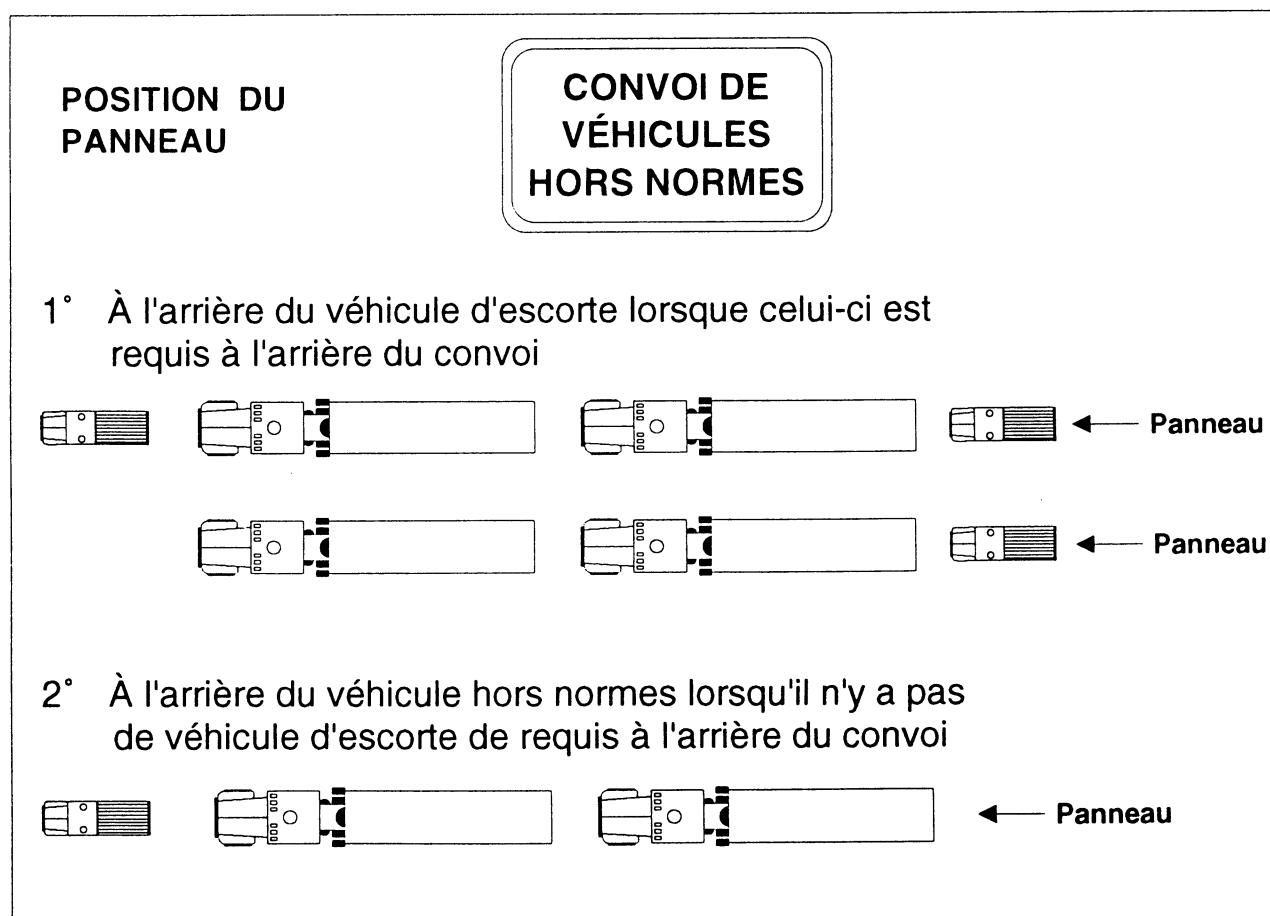 POSITION DU
PANNEAU
CONVOI DE
VÉHICULES
HORS NORMES
1° À l'arrière du véhicule d'escorte lorsque celui-ci est
requis à l'arrière du convoi
Panneau
Panneau
2° À l'arrière du véhicule hors normes lorsqu'il n'y a pas
de véhicule d'escorte de requis à l'arrière du convoi
Panneau